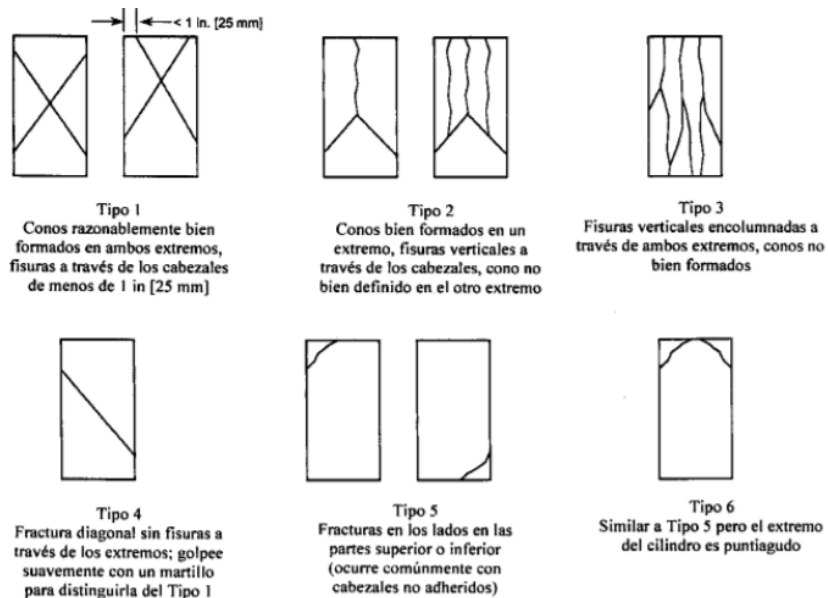 < 1 in. [25 mm]
Tipo 1
Conos razonablemente bien
formados en ambos extremos,
fisuras a través de los cabezales
de menos de 1 in [25 mm]
Tipo 2
Conos bien formados en un
extremo, fisuras verticales a
través de los cabezales, cono no
bien definido en el otro extremo
Tipo 3
Fisuras verticales encolumnadas a
través de ambos extremos, conos no
bien formados
Tipo 4
Fractura diagonal sin fisuras a
través de los extremos; golpee
suavemente con un martillo
para distinguirla del Tipo 1
Tipo 5
Fracturas en los lados en las
partes superior o inferior
(ocurre comúnmente con
cabezales no adheridos)
Tipo 6
Similar a Tipo 5 pero el extremo
del cilindro es puntiagudo